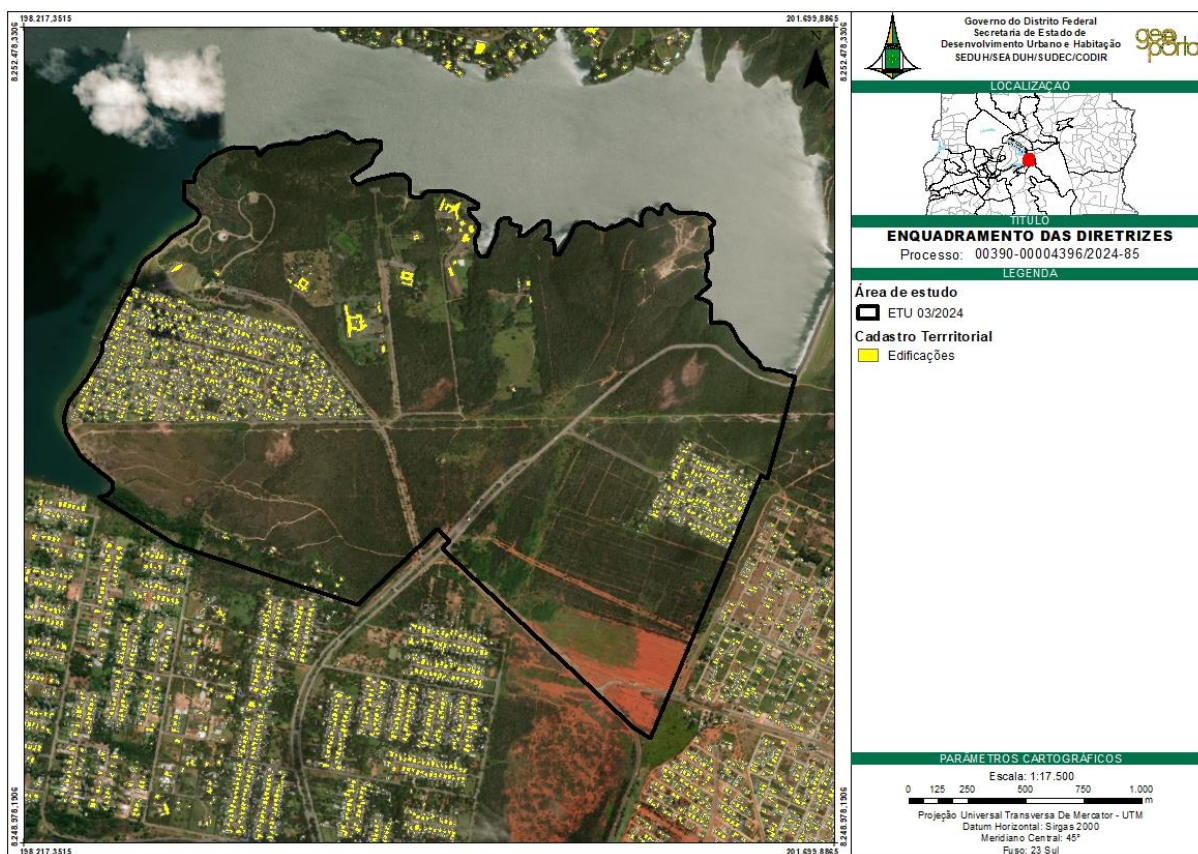 198.217,3515
201.699,8865
8.252.478,3306
8.252.478,3306
N
8.248.978,1906
8.248.978,1906
198.217,3515
201.699,8865
Governo do Distrito Federal
Secretaria de Estado de
Desenvolvimento Urbano e Habitação
SEDUH/SEADUH/SUDEC/CODIR
geoportal
LOCALIZAÇÃO
TÍTULO
ENQUADRAMENTO DAS DIRETRIZES
Processo: 00390-00004396/2024-85
LEGENDA
Área de estudo
ETU 03/2024
Cadastro Terrritorial
Edificações
PARÂMETROS CARTOGRÁFICOS
Escala: 1:17.500
0 125 250 500 750 1.000
m
Projeção Universal Transversa De Mercator - UTM
Datum Horizontal: Sirgas 2000
Meridiano Central: 45º
Fuso: 23 Sul